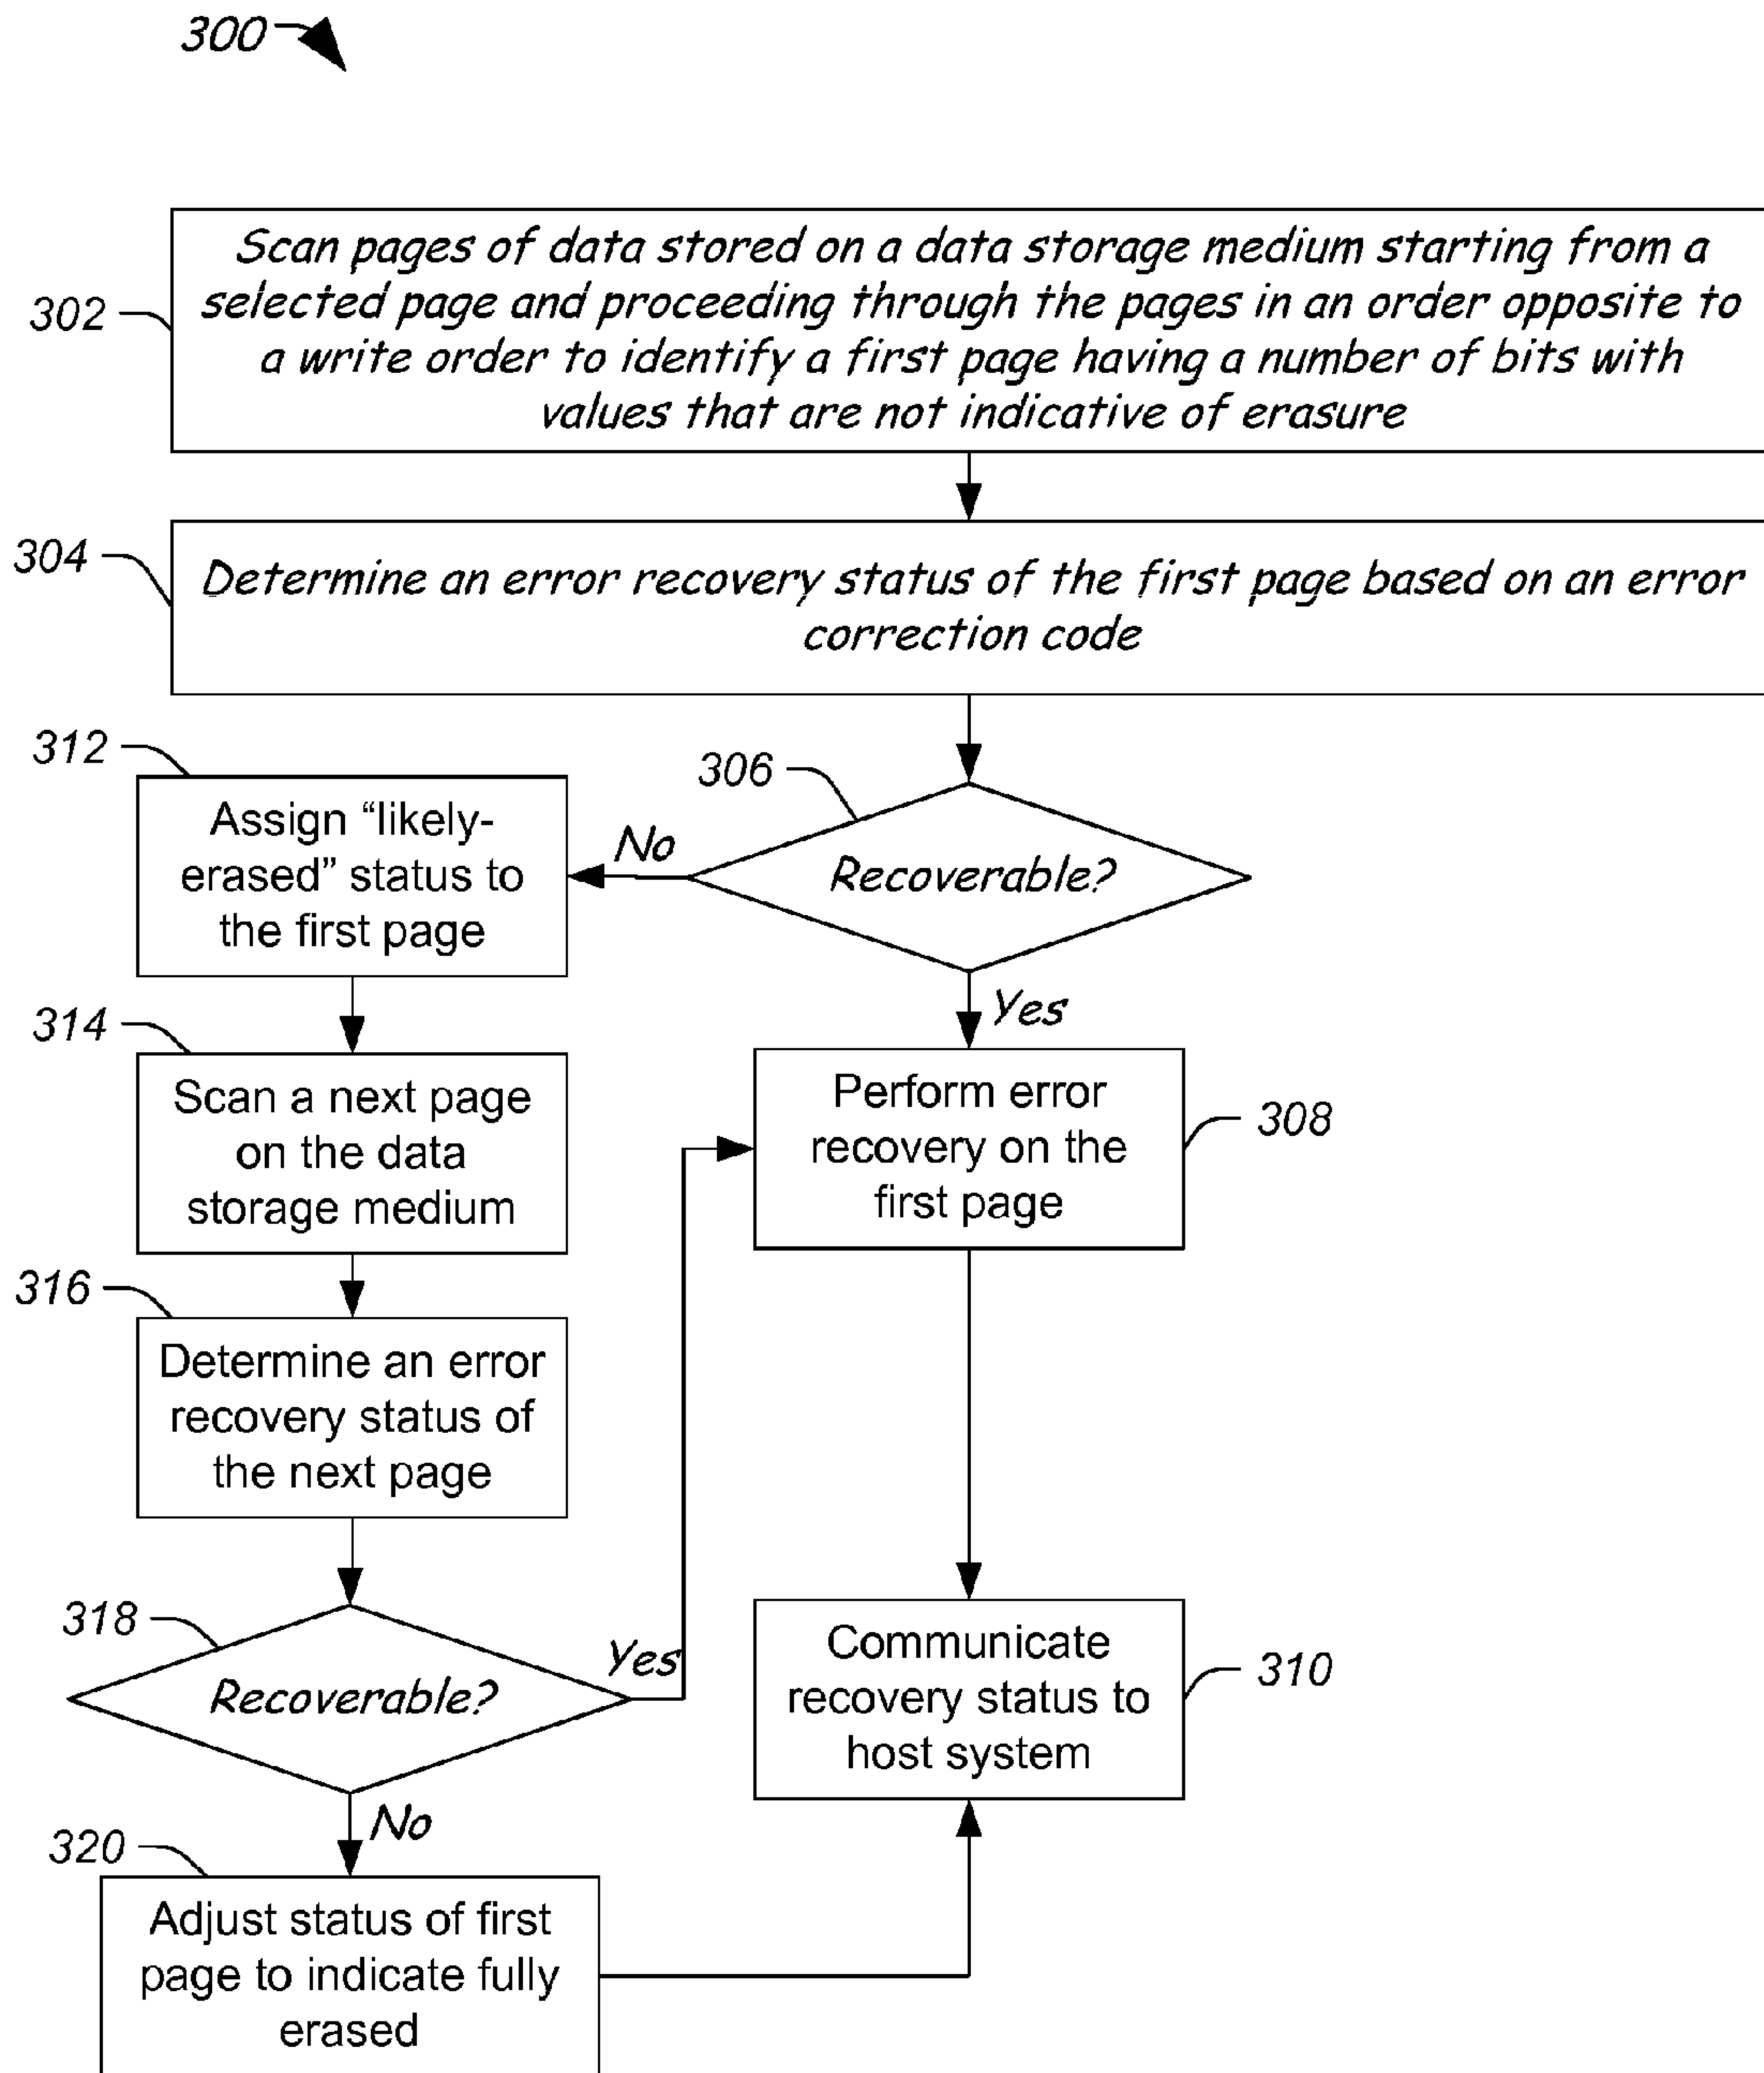 300
302
Scan pages of data stored on a data storage medium starting from a
selected page and proceeding through the pages in an order opposite to
a write order to identify a first page having a number of bits with
values that are not indicative of erasure
304
Determine an error recovery status of the first page based on an error
correction code
306
Recoverable?
No
Yes
312
Assign “likely-
erased” status to
the first page
314
Scan a next page
on the data
storage medium
316
Determine an error
recovery status of
the next page
318
Recoverable?
Yes
No
320
Adjust status of first
page to indicate fully
erased
308
Perform error
recovery on the
first page
310
Communicate
recovery status to
host system